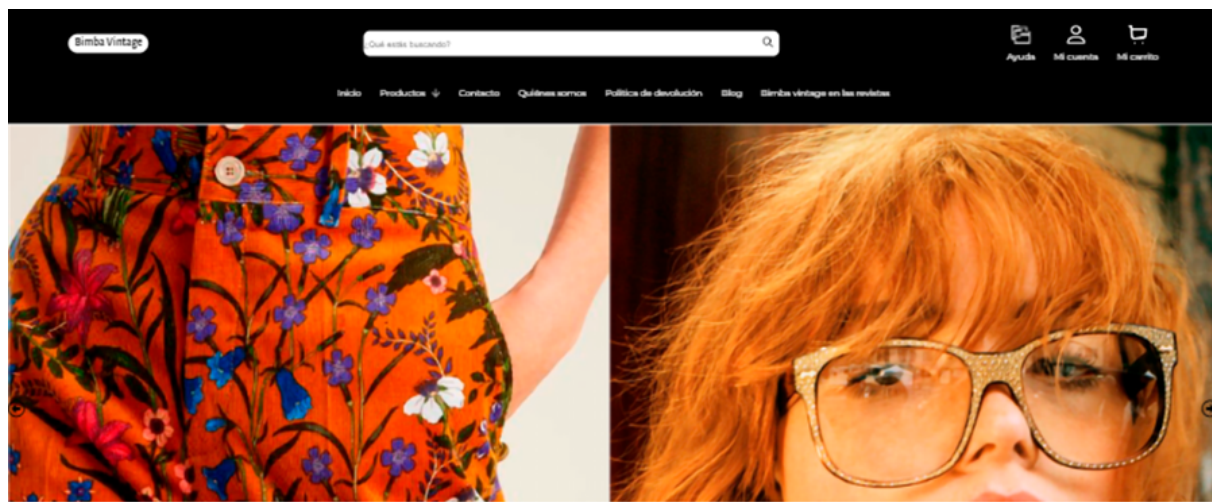 Bimba Vintage
¿Qué estás buscando?
Ayuda Mi cuenta Mi carrito
Inicio Productos Contacto Quiénes somos Política de devolución Blog Bimba vintage en las revistas